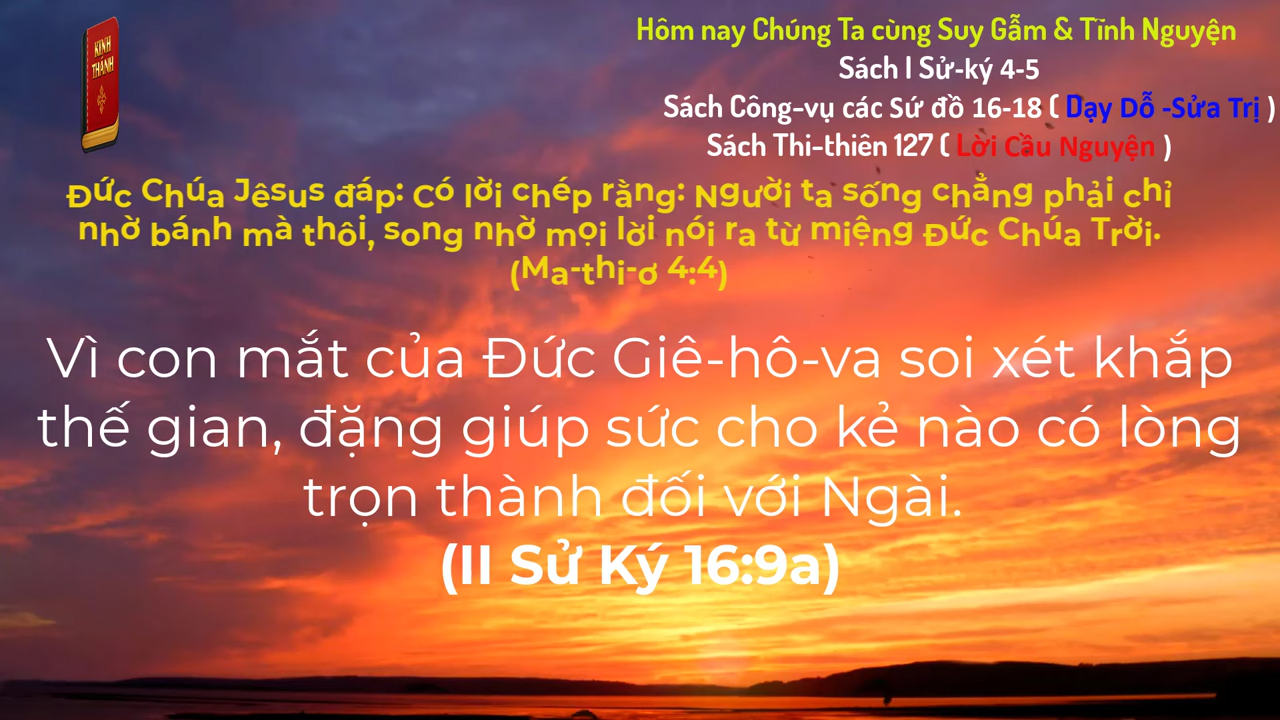 KINH
THÁNH
Hôm nay Chúng Ta cùng Suy Gẫm & Tĩnh Nguyện
Sách I Sử-ký 4-5
Sách Công-vụ các Sứ đồ 16-18 ( Dạy Dỗ -Sửa Trị )
Sách Thi-thiên 127 ( Lời Cầu Nguyện )
Đức Chúa Jêsus đáp: Có lời chép rằng: Người ta sống chẳng phải chỉ
nhờ bánh mà thôi, song nhờ mọi lời nói ra từ miệng Đức Chúa Trời.
(Ma-thi-ơ 4:4)
Vì con mắt của Đức Giê-hô-va soi xét khắp
thế gian, đặng giúp sức cho kẻ nào có lòng
trọn thành đối với Ngài.
(II Sử Ký 16:9a)